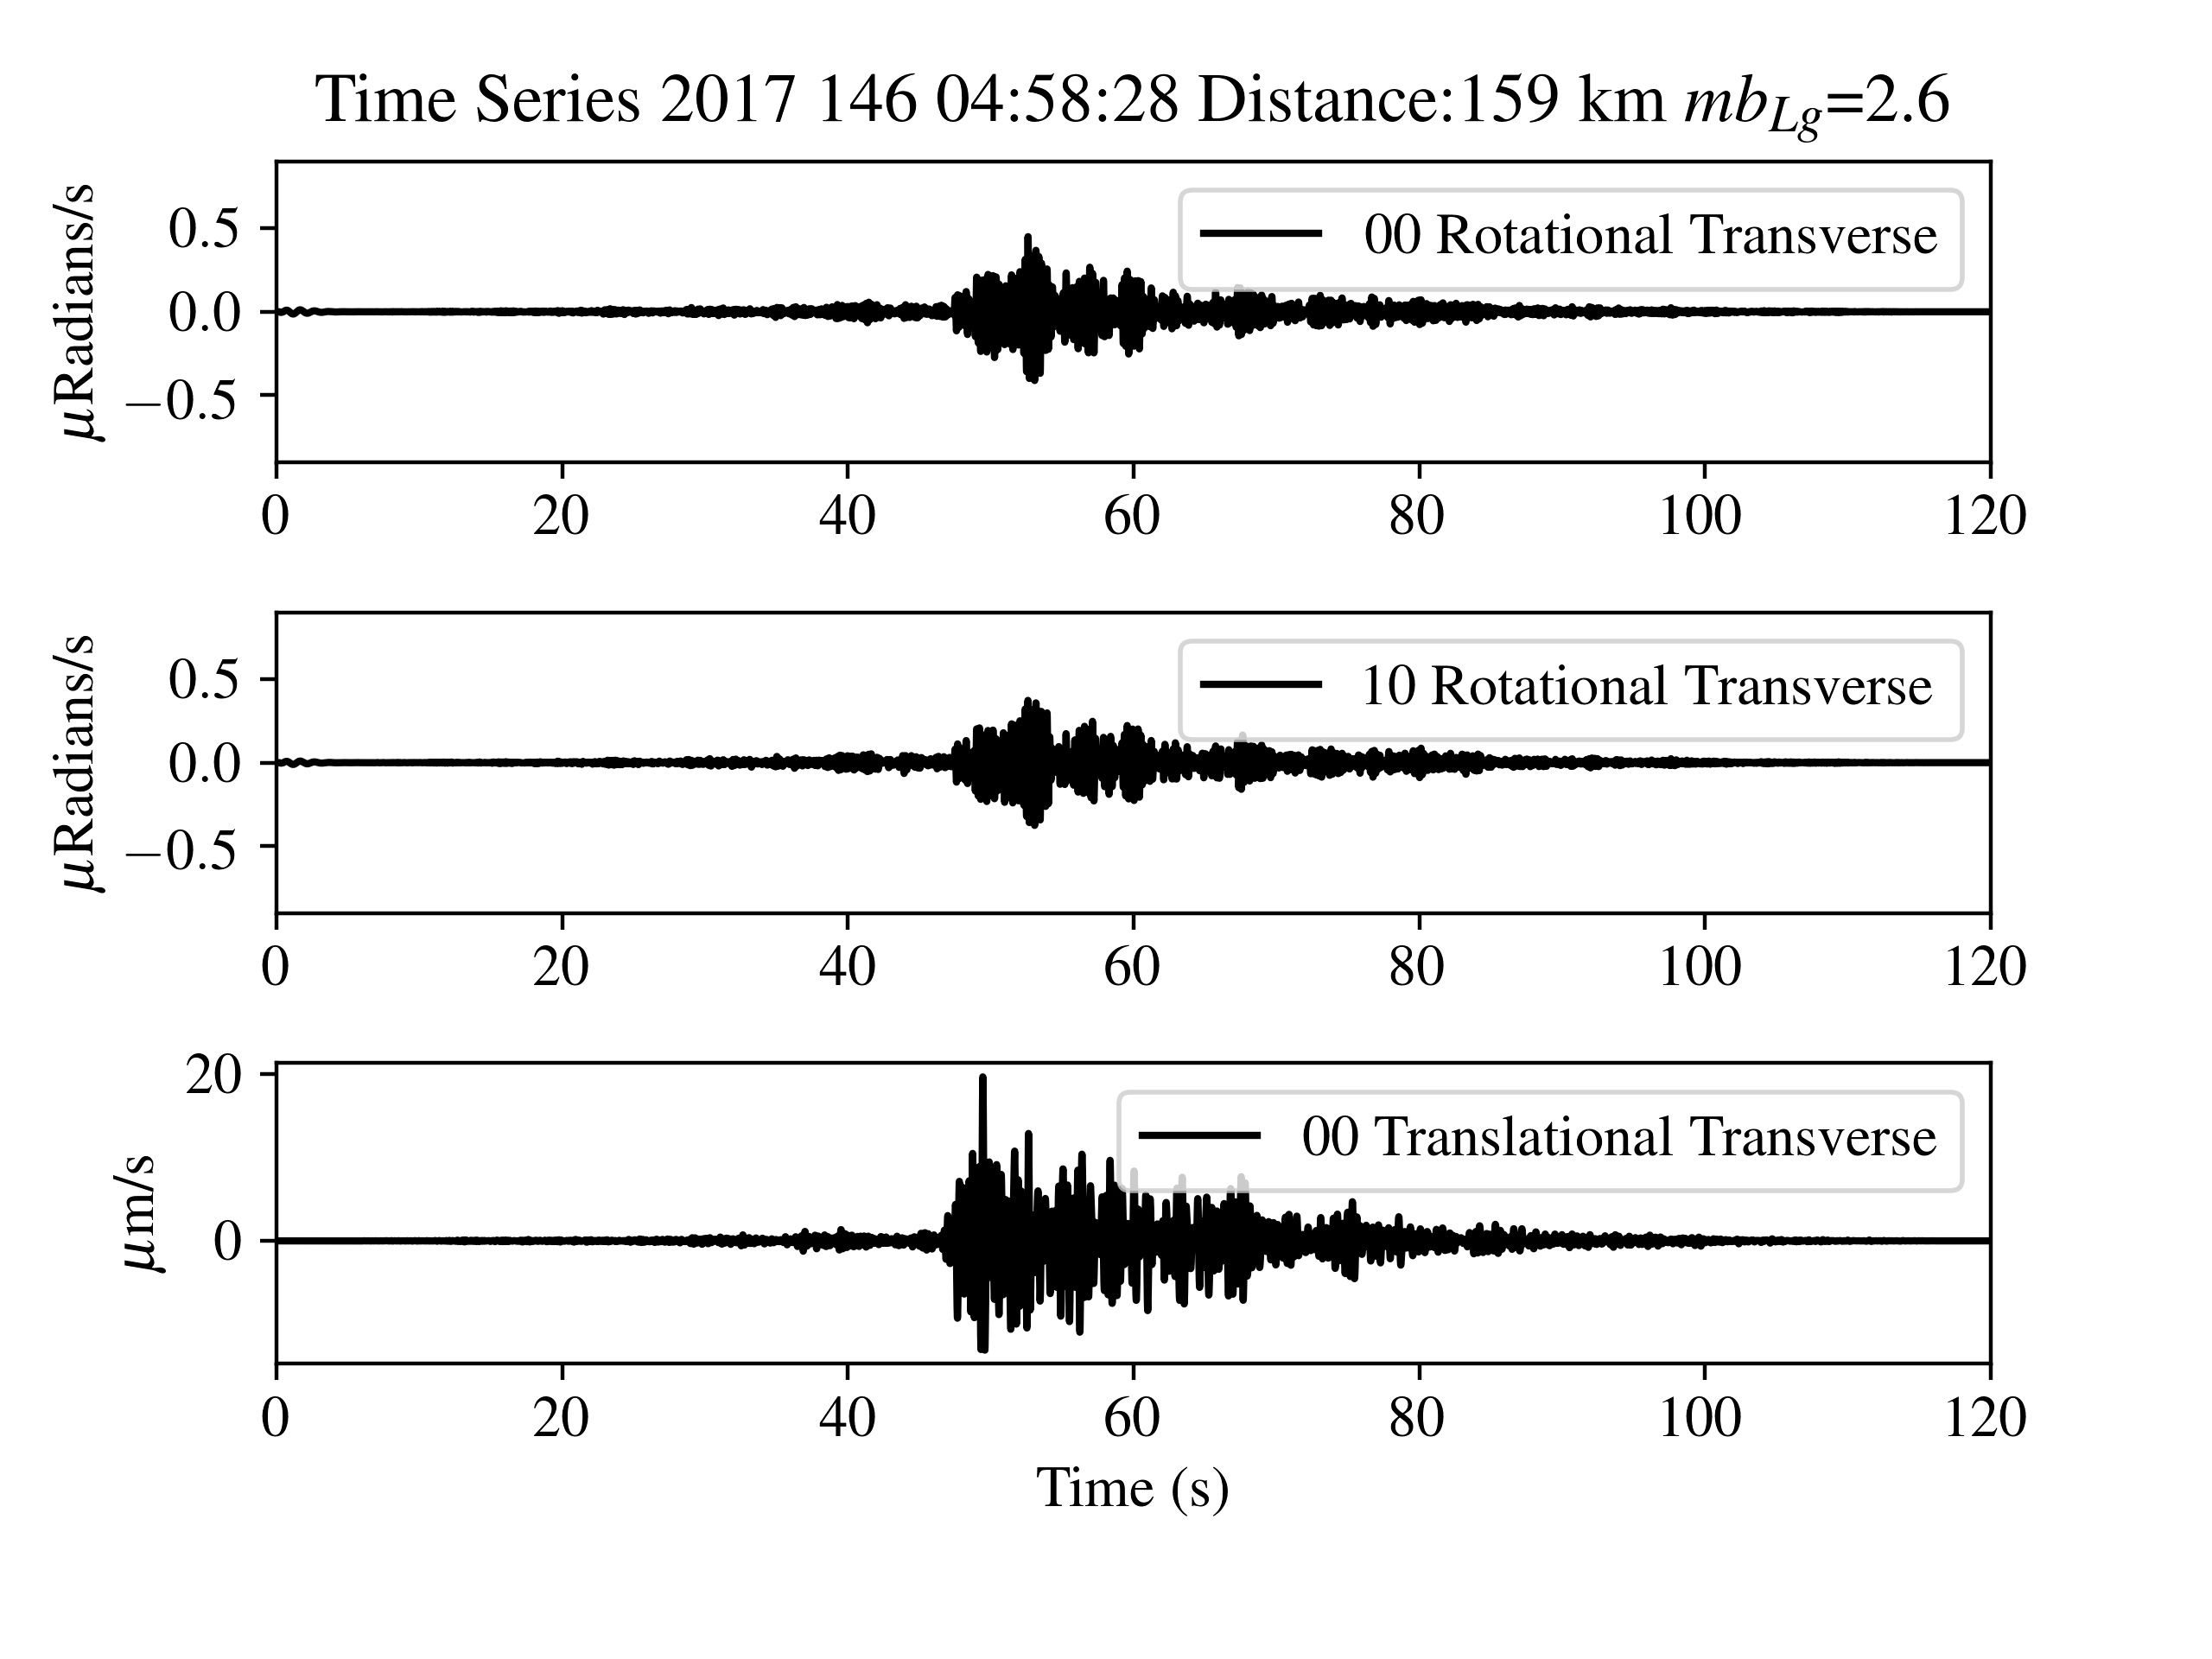 Time Series 2017 146 04:58:28 Distance:159 km mb_{Lg}=2.6
μRadians/s
0.5
0.0
−0.5
00 Rotational Transverse
0 20 40 60 80 100 120
μRadians/s
0.5
0.0
−0.5
10 Rotational Transverse
0 20 40 60 80 100 120
μm/s
20
0
00 Translational Transverse
0 20 40 60 80 100 120
Time (s)